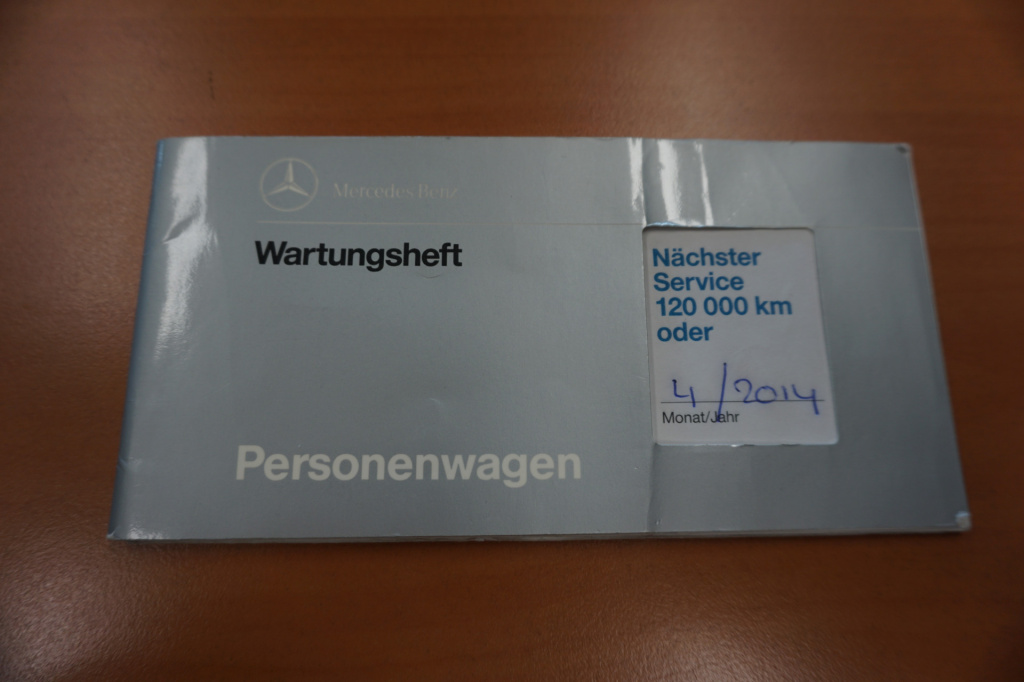 Mercedes-Benz
Wartungsheft
Nächster
Service
120 000 km
oder
4/2014
Monat/Jahr
Personenwagen